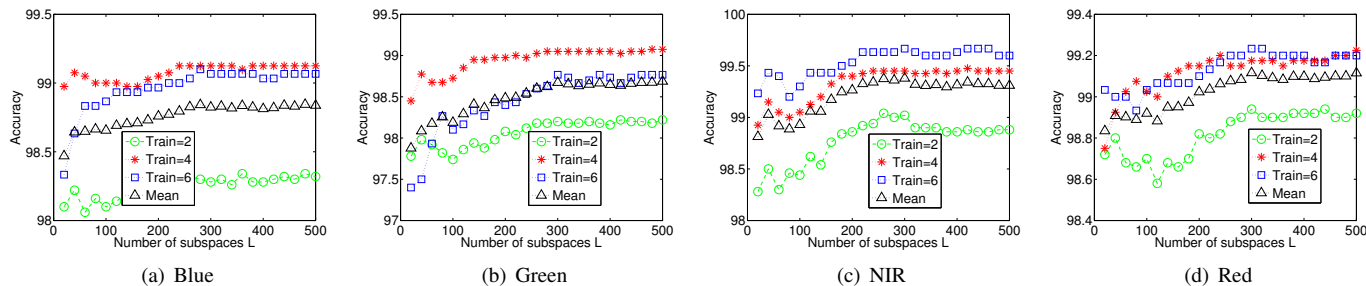 99.5
99
98.5
98
0
100
200
300
400
500
Accuracy
Number of subspaces L
Train=2
Train=4
Train=6
Mean
(a) Blue
99.5
99
98.5
98
97.5
97
0
100
200
300
400
500
Accuracy
Number of subspaces L
Train=2
Train=4
Train=6
Mean
(b) Green
100
99.5
99
98.5
98
0
100
200
300
400
500
Accuracy
Number of subspaces L
Train=2
Train=4
Train=6
Mean
(c) NIR
99.4
99.2
99
98.8
98.6
98.4
0
100
200
300
400
500
Accuracy
Number of subspaces L
Train=2
Train=4
Train=6
Mean
(d) Red